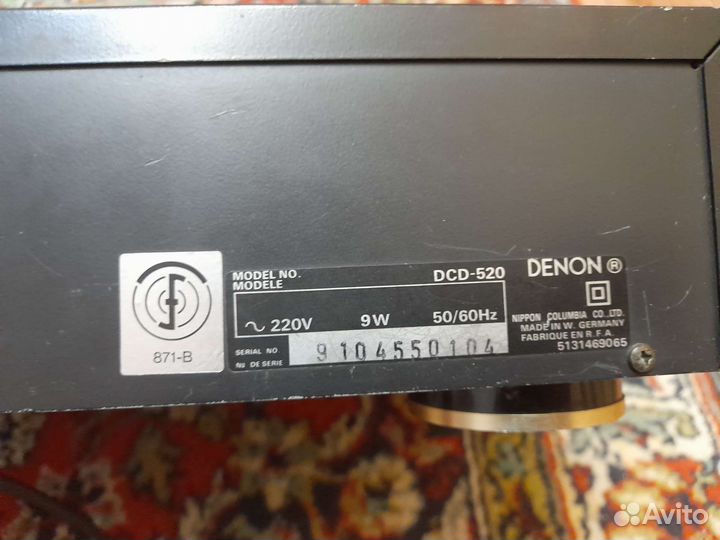 871-B
MODEL NO.
MODELE
DCD-520
220V 9W 50/60Hz
SERIAL NO
No DE SERIE
9104550104
DENON ®
NIPPON COLUMBIA CO.,LTD.
MADE IN W. GERMANY
FABRIQUE EN R.F.A.
5131469065
Avito